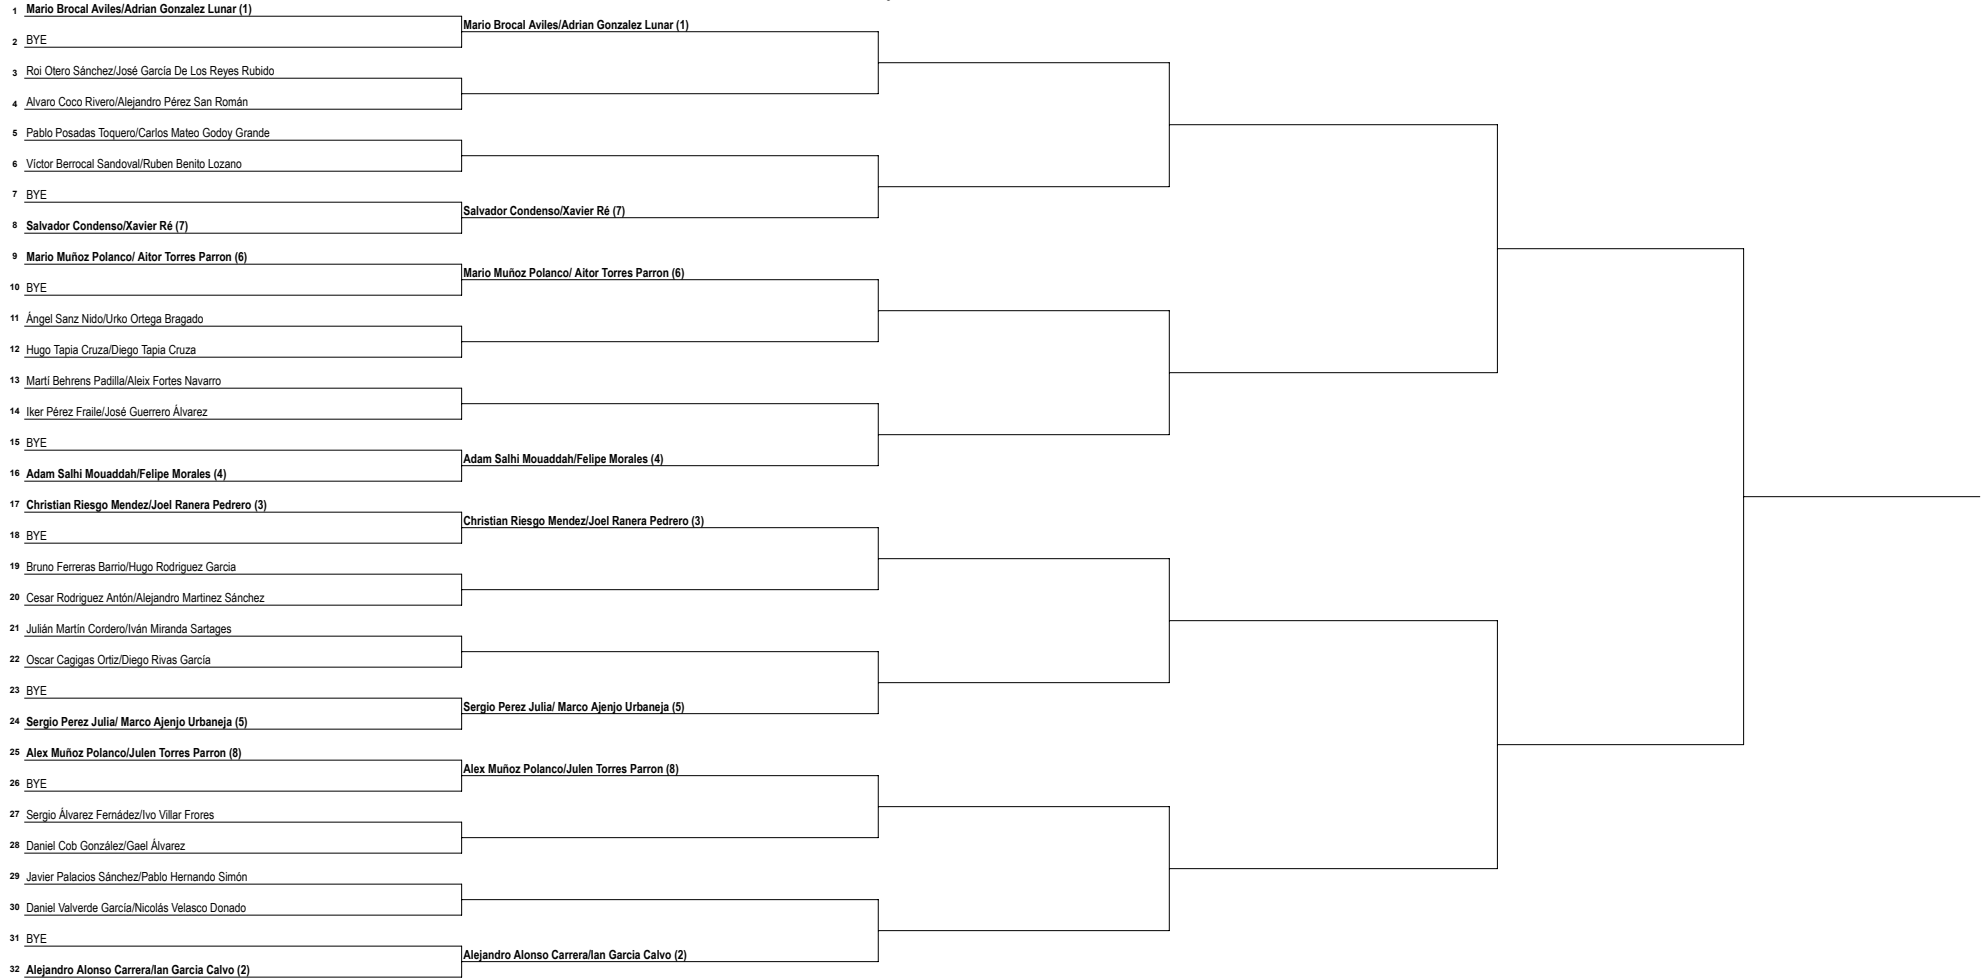 1 Mario Brocal Aviles/Adrian Gonzalez Lunar (1)
Mario Brocal Aviles/Adrian Gonzalez Lunar (1)
2 BYE
3 Roi Otero Sánchez/José García De Los Reyes Rubido
4 Alvaro Coco Rivero/Alejandro Pérez San Román
5 Pablo Posadas Toquero/Carlos Mateo Godoy Grande
6 Víctor Berrocal Sandoval/Ruben Benito Lozano
7 BYE
Salvador Condenso/Xavier Ré (7)
8 Salvador Condenso/Xavier Ré (7)
9 Mario Muñoz Polanco/ Aitor Torres Parron (6)
Mario Muñoz Polanco/ Aitor Torres Parron (6)
10 BYE
11 Ángel Sanz Nido/Urko Ortega Bragado
12 Hugo Tapia Cruza/Diego Tapia Cruza
13 Martí Behrens Padilla/Aleix Fortes Navarro
14 Iker Pérez Fraile/José Guerrero Álvarez
15 BYE
Adam Salhi Mouaddah/Felipe Morales (4)
16 Adam Salhi Mouaddah/Felipe Morales (4)
17 Christian Riesgo Mendez/Joel Ranera Pedrero (3)
Christian Riesgo Mendez/Joel Ranera Pedrero (3)
18 BYE
19 Bruno Ferreras Barrio/Hugo Rodriguez Garcia
20 Cesar Rodriguez Antón/Alejandro Martinez Sánchez
21 Julián Martín Cordero/Iván Miranda Sartages
22 Oscar Cagigas Ortiz/Diego Rivas García
23 BYE
Sergio Perez Julia/ Marco Ajenjo Urbaneja (5)
24 Sergio Perez Julia/ Marco Ajenjo Urbaneja (5)
25 Alex Muñoz Polanco/Julen Torres Parron (8)
Alex Muñoz Polanco/Julen Torres Parron (8)
26 BYE
27 Sergio Álvarez Fernádez/Ivo Villar Frores
28 Daniel Cob González/Gael Álvarez
29 Javier Palacios Sánchez/Pablo Hernando Simón
30 Daniel Valverde García/Nicolás Velasco Donado
31 BYE
Alejandro Alonso Carrera/Ian Garcia Calvo (2)
32 Alejandro Alonso Carrera/Ian Garcia Calvo (2)